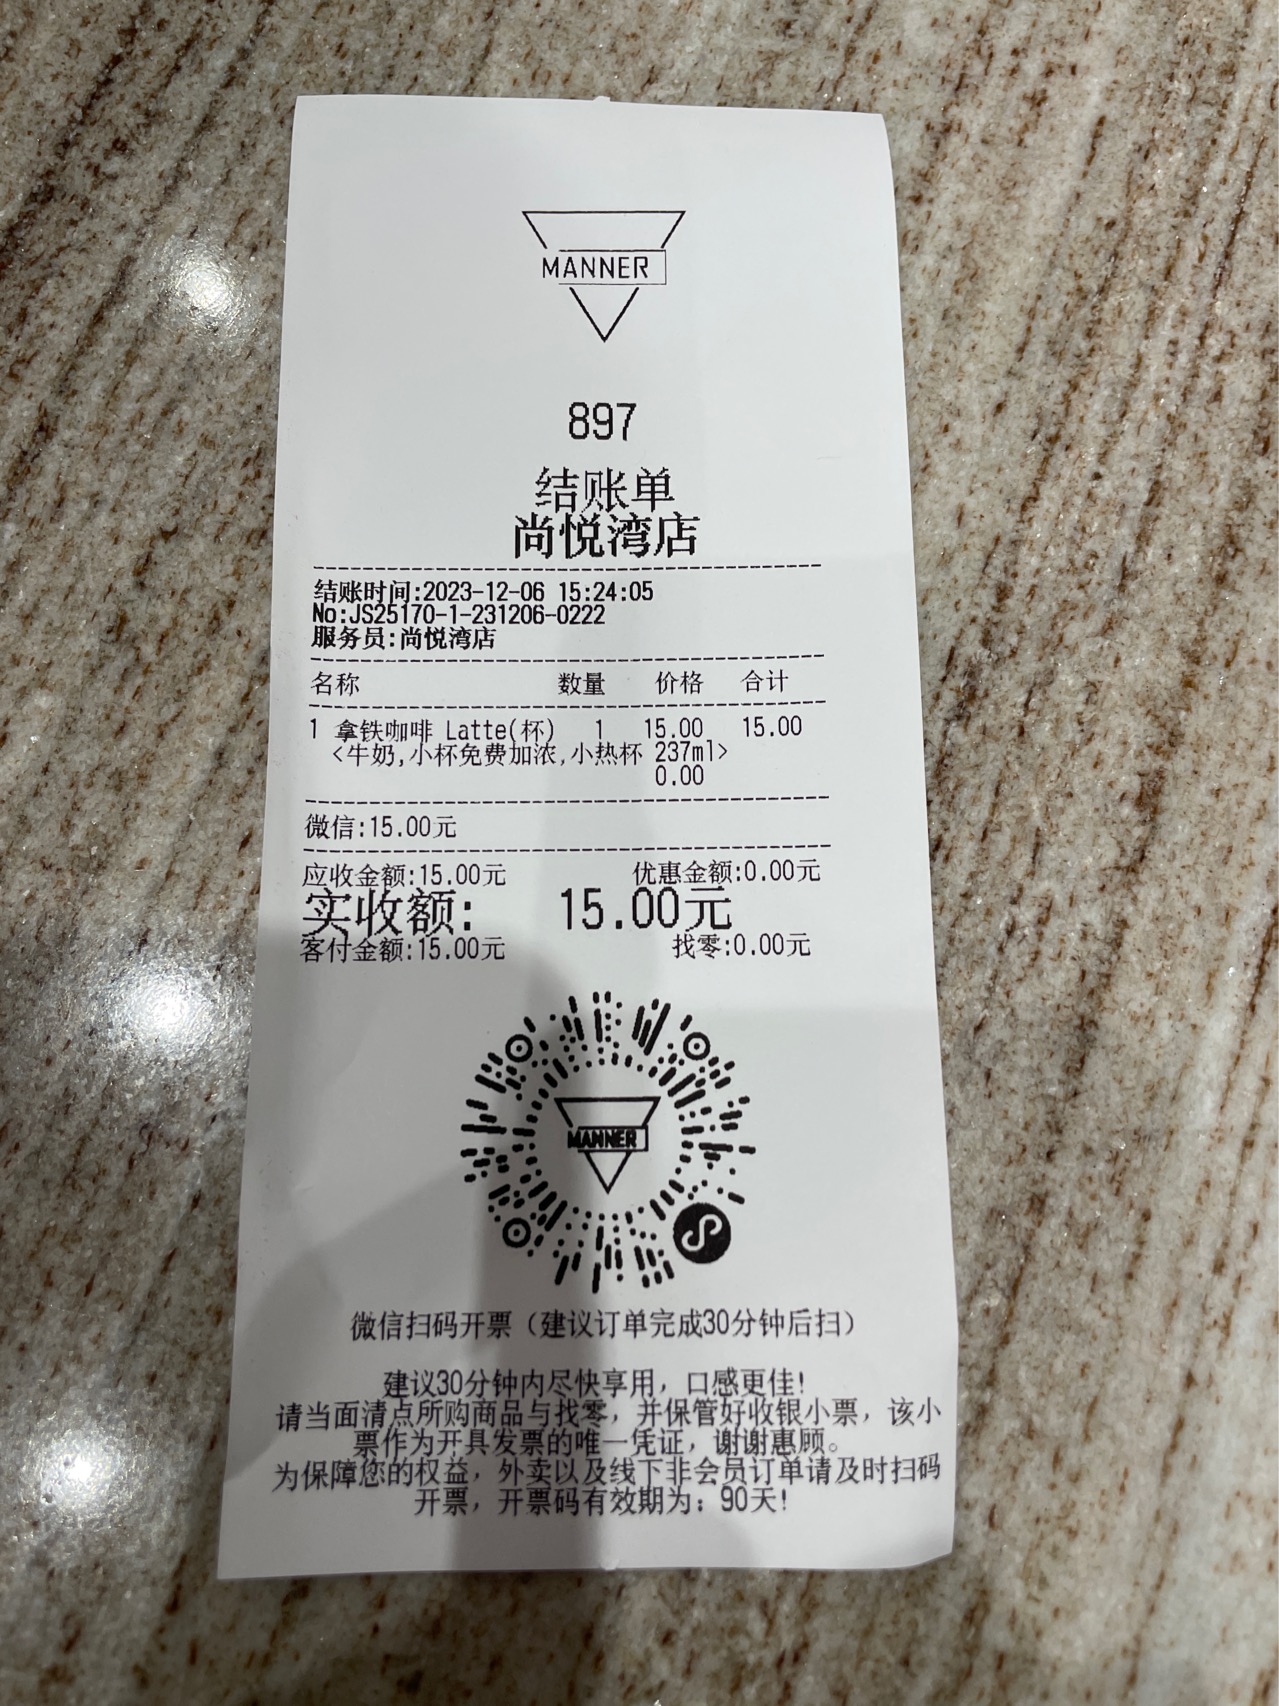 MANNER
897
结账单
尚悦湾店
结账时间:2023-12-06 15:24:05
No:JS25170-1-231206-0222
服务员:尚悦湾店
名称 数量 价格 合计
1 拿铁咖啡 Latte(杯) 1 15.00 15.00
<牛奶,小杯免费加浓,小热杯 237ml>
0.00
微信:15.00元
应收金额:15.00元 优惠金额:0.00元
实收额: 15.00元
客付金额:15.00元 找零:0.00元
MANNER
微信扫码开票（建议订单完成30分钟后扫）
建议30分钟内尽快享用，口感更佳!
请当面清点所购商品与找零，并保管好收银小票，该小
票作为开具发票的唯一凭证，谢谢惠顾。
为保障您的权益，外卖以及线下非会员订单请及时扫码
开票，开票码有效期为：90天!